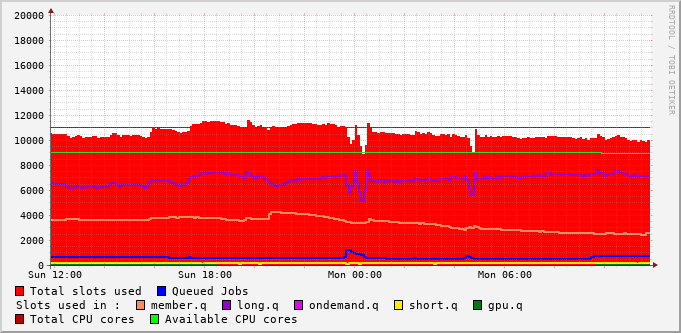 RRDTOOL / TOBI OETIKER
20000
18000
16000
14000
12000
10000
8000
6000
4000
2000
0
Sun 12:00 Sun 18:00 Mon 00:00 Mon 06:00
Total slots used Queued Jobs
Slots used in : member.q long.q ondemand.q short.q gpu.q
Total CPU cores Available CPU cores